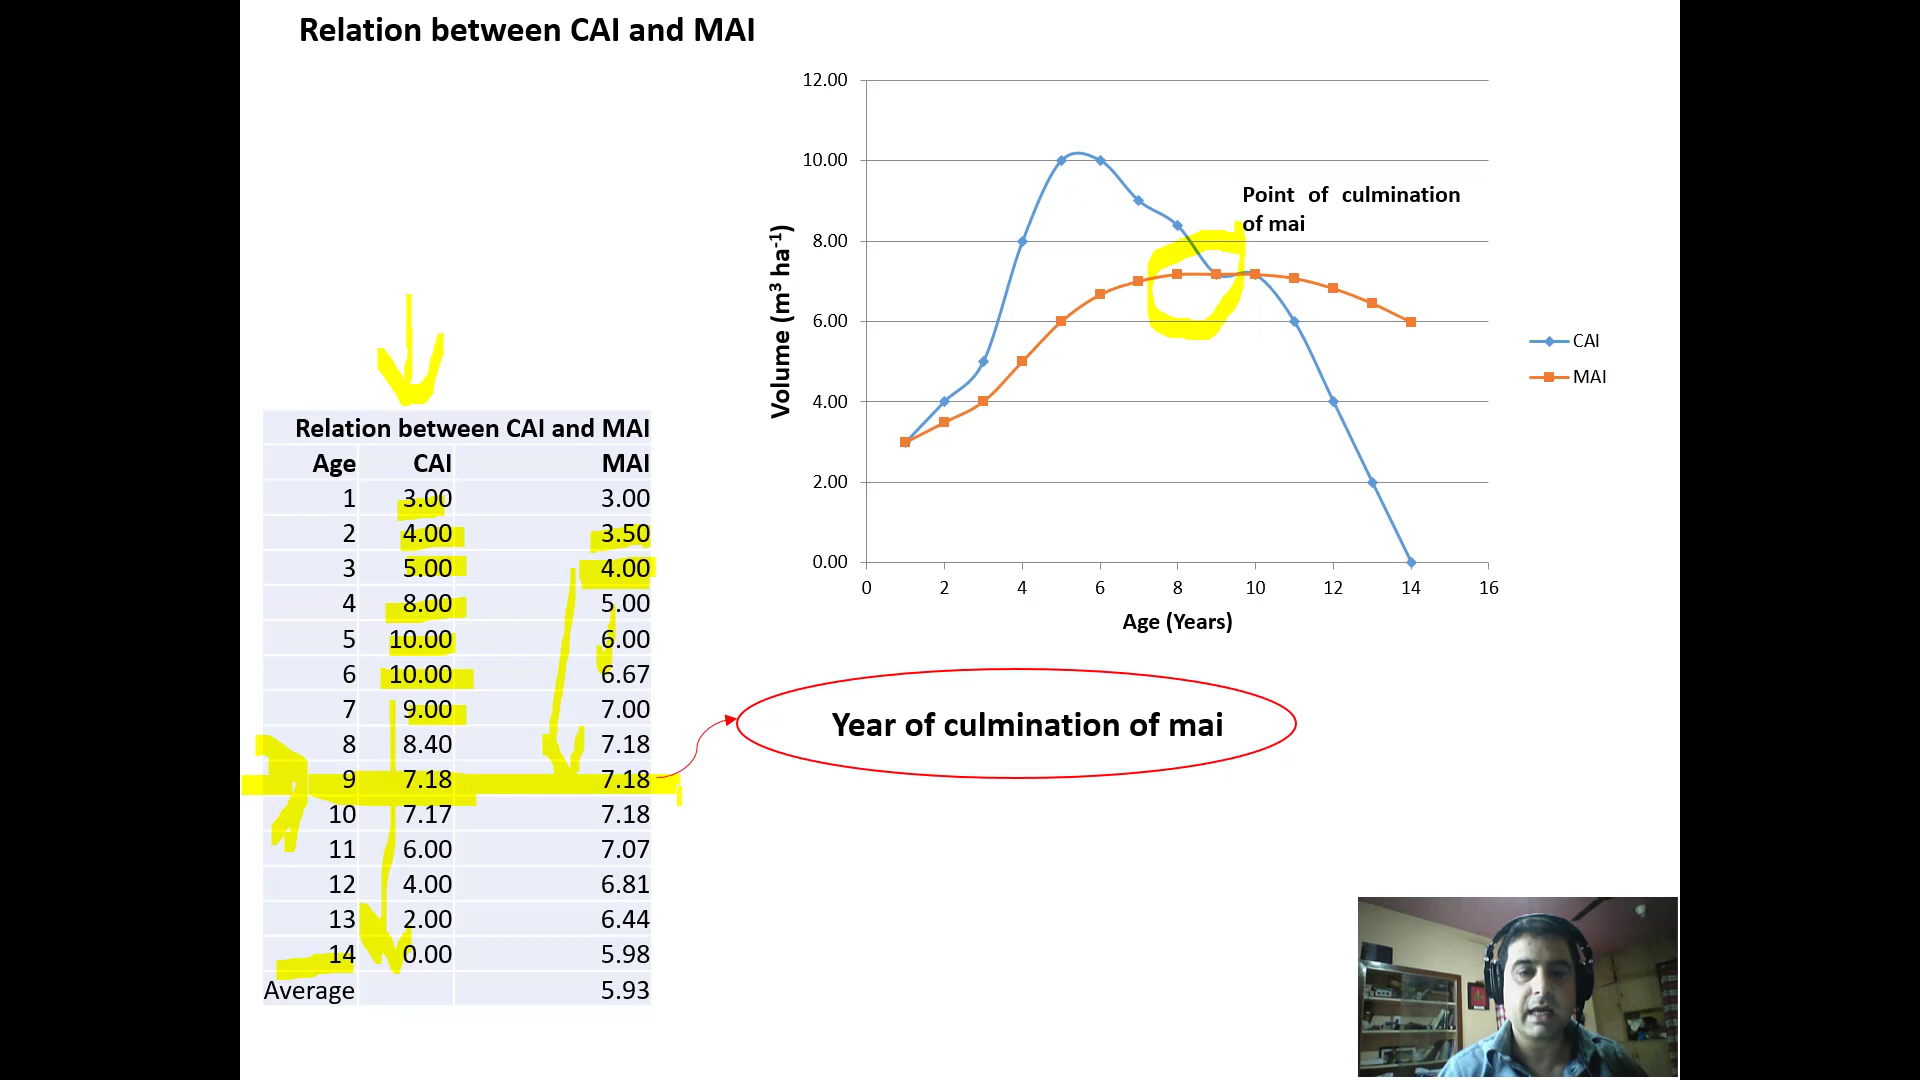 Relation between CAI and MAI
12.00
10.00
8.00
6.00
4.00
2.00
0.00
0 2 4 6 8 10 12 14 16
Volume (m³ ha⁻¹)
Age (Years)
Point of culmination
of mai
CAI
MAI
Relation between CAI and MAI
Age CAI MAI
1 3.00 3.00
2 4.00 3.50
3 5.00 4.00
4 8.00 5.00
5 10.00 6.00
6 10.00 6.67
7 9.00 7.00
8 8.40 7.18
9 7.18 7.18
10 7.17 7.18
11 6.00 7.07
12 4.00 6.81
13 2.00 6.44
14 0.00 5.98
Average 5.93
Year of culmination of mai